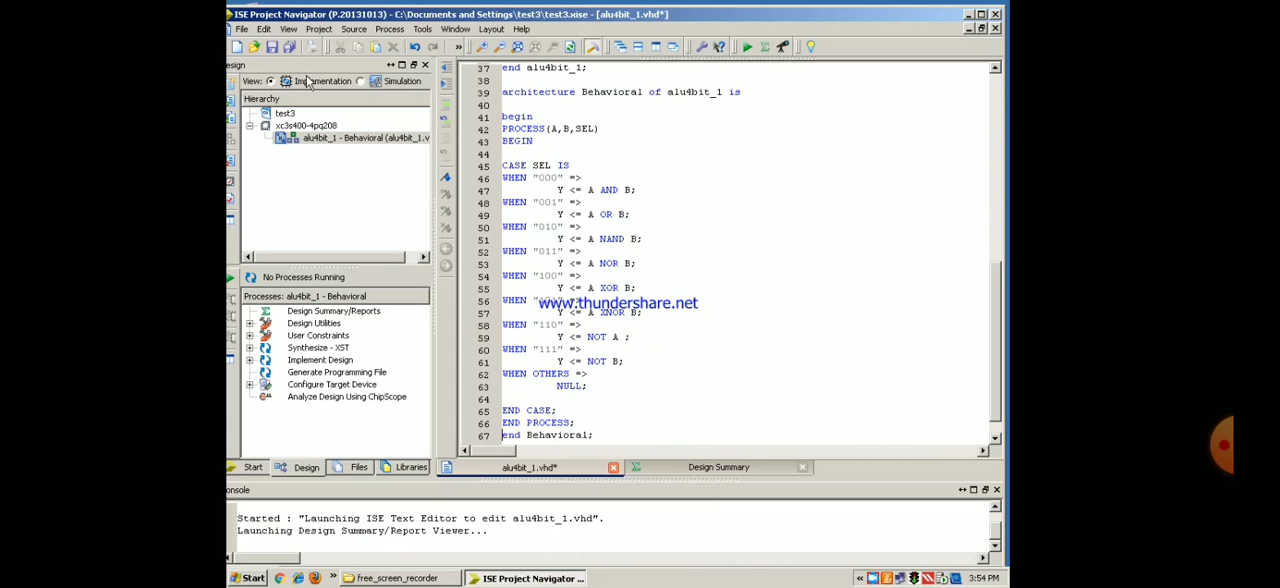 ISE Project Navigator (P.20131013) - C:\Documents and Settings\test3\test3.xise - [alu4bit_1.vhd*]
File Edit View Project Source Process Tools Window Layout Help
esign
View: Implementation Simulation
Hierarchy
test3
xc3s400-4pq208
alu4bit_1 - Behavioral (alu4bit_1.v
No Processes Running
Processes: alu4bit_1 - Behavioral
Design Summary/Reports
Design Utilities
User Constraints
Synthesize - XST
Implement Design
Generate Programming File
Configure Target Device
Analyze Design Using ChipScope
Start Design Files Libraries
37 end alu4bit_1;
38
39 architecture Behavioral of alu4bit_1 is
40
41 begin
42 PROCESS(A,B,SEL)
43 BEGIN
44
45 CASE SEL IS
46 WHEN "000" =>
47 Y <= A AND B;
48 WHEN "001" =>
49 Y <= A OR B;
50 WHEN "010" =>
51 Y <= A NAND B;
52 WHEN "011" =>
53 Y <= A NOR B;
54 WHEN "100" =>
55 Y <= A XOR B;
56 WHEN =>
www.thundershare.net
57 Y <= A XNOR B;
58 WHEN "110" =>
59 Y <= NOT A ;
60 WHEN "111" =>
61 Y <= NOT B;
62 WHEN OTHERS =>
63 NULL;
64
65 END CASE;
66 END PROCESS;
67 end Behavioral;
alu4bit_1.vhd* Design Summary
onsole
Started : "Launching ISE Text Editor to edit alu4bit_1.vhd".
Launching Design Summary/Report Viewer...
Start free_screen_recorder ISE Project Navigator ... 3:54 PM